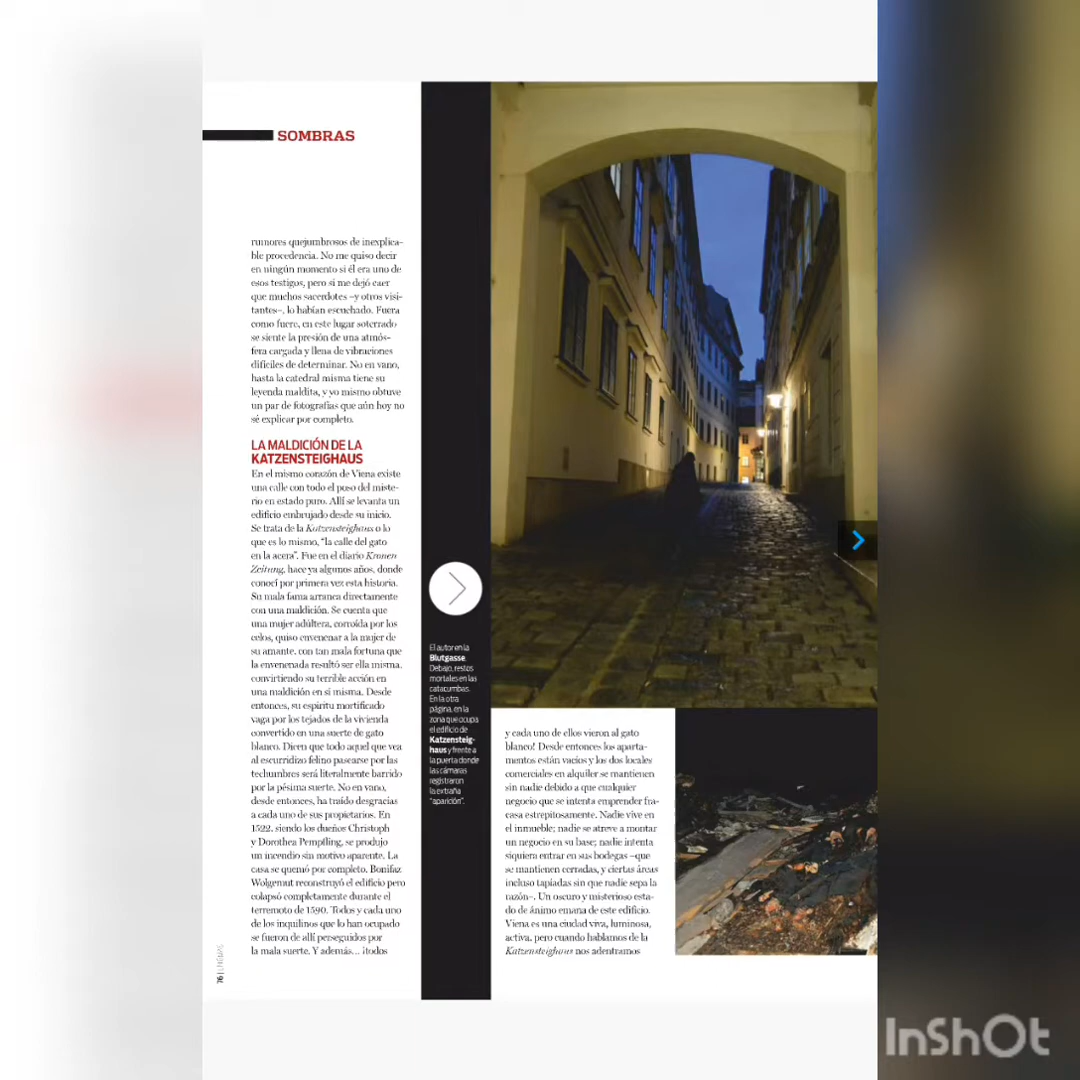 SOMBRAS
rumores quejumbrosos de inexplica-
ble procedencia. No me quiso decir
en ningún momento si él era uno de
esos testigos, pero sí me dejó caer
que muchos sacerdotes –y otros visi-
tantes–, lo habían escuchado. Fuera
como fuere, en este lugar soterrado
se siente la presión de una atmós-
fera cargada y llena de vibraciones
difíciles de determinar. No en vano,
hasta la catedral misma tiene su
leyenda maldita, y yo mismo obtuve
un par de fotografías que aún hoy no
sé explicar por completo.
LA MALDICIÓN DE LA
KATZENSTEIGHAUS
En el mismo corazón de Viena existe
una calle con todo el poso del miste-
rio en estado puro. Allí se levanta un
edificio embrujado desde su inicio.
Se trata de la Katzensteighaus o lo
que es lo mismo, “la calle del gato
en la acera”. Fue en el diario Kronen
Zeitung, hace ya algunos años, donde
conocí por primera vez esta historia.
Su mala fama arranca directamente
con una maldición. Se cuenta que
una mujer adúltera, corroída por los
celos, quiso envenenar a la mujer de
su amante, con tan mala fortuna que
la envenenada resultó ser ella misma,
convirtiendo su terrible acción en
una maldición en sí misma. Desde
entonces, su espíritu mortificado
vaga por los tejados de la vivienda
convertido en una suerte de gato
blanco. Dicen que todo aquel que vea
al escurridizo felino pasearse por las
techumbres será literalmente barrido
por la pésima suerte. No en vano,
desde entonces, ha traído desgracias
a cada uno de sus propietarios. En
1522, siendo los dueños Christoph
y Dorothea Pempfling, se produjo
un incendio sin motivo aparente. La
casa se quemó por completo. Bonifaz
Wolgemut reconstruyó el edificio pero
colapsó completamente durante el
terremoto de 1590. Todos y cada uno
de los inquilinos que lo han ocupado
se fueron de allí perseguidos por
la mala suerte. Y además... ¡todos
El autor en la
Blutgasse.
Debajo, restos
mortales en las
catacumbas.
En la otra
página, en la
zona que ocupa
el edificio de
Katzensteig-
haus y frente a
la puerta donde
las cámaras
registraron
la extraña
“aparición”.
y cada uno de ellos vieron al gato
blanco! Desde entonces los aparta-
mentos están vacíos y los dos locales
comerciales en alquiler se mantienen
sin nadie debido a que cualquier
negocio que se intenta emprender fra-
casa estrepitosamente. Nadie vive en
el inmueble; nadie se atreve a montar
un negocio en su base; nadie intenta
siquiera entrar en sus bodegas –que
se mantienen cerradas, y ciertas áreas
incluso tapiadas sin que nadie sepa la
razón–. Un oscuro y misterioso esta-
do de ánimo emana de este edificio.
Viena es una ciudad viva, luminosa,
activa, pero cuando hablamos de la
Katzensteighaus nos adentramos
76 | ENIGMAS
InShOt